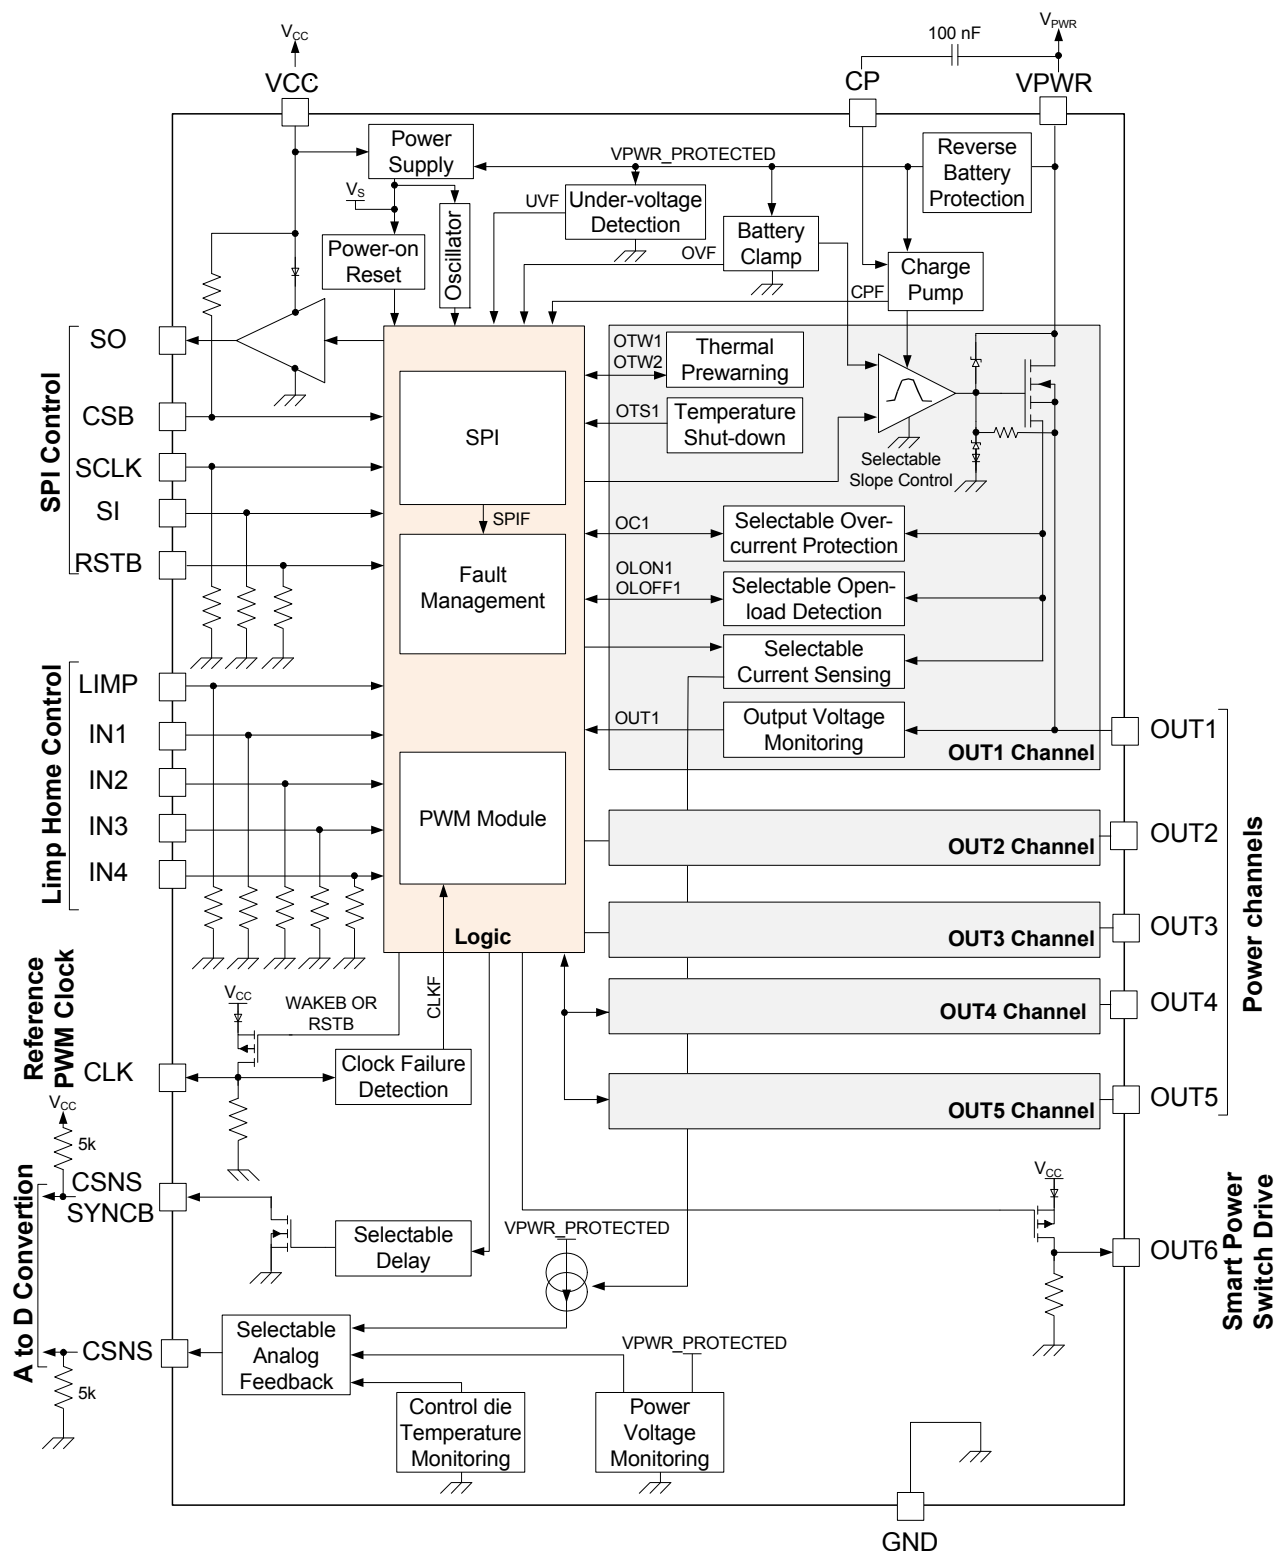 VCC
VPWR
100 nF
VCC
CP
VPWR
Power
Supply
VPWR_PROTECTED
Reverse
Battery
Protection
VS
UVF
Under-voltage
Detection
Oscillator
Power-on
Reset
OVF
Battery
Clamp
CPF
Charge
Pump
SPI Control
SO
CSB
SCLK
SI
RSTB
SPI
SPIF
Fault
Management
PWM Module
Logic
OTW1
OTW2
Thermal
Prewarning
OTS1
Temperature
Shut-down
Selectable
Slope Control
OC1
Selectable Over-
current Protection
OLON1
OLOFF1
Selectable Open-
load Detection
Selectable
Current Sensing
OUT1
Output Voltage
Monitoring
OUT1 Channel
OUT1
Limp Home Control
LIMP
IN1
IN2
IN3
IN4
OUT2 Channel
OUT2
OUT3 Channel
OUT3
OUT4 Channel
OUT4
OUT5 Channel
OUT5
Power channels
Reference
PWM Clock
VCC
WAKEB OR
RSTB
CLKF
CLK
Clock Failure
Detection
VCC
5k
A to D Convertion
CSNS
SYNCB
Selectable
Delay
VPWR_PROTECTED
VCC
OUT6
Smart Power
Switch Drive
CSNS
5k
Selectable
Analog
Feedback
VPWR_PROTECTED
Control die
Temperature
Monitoring
Power
Voltage
Monitoring
GND